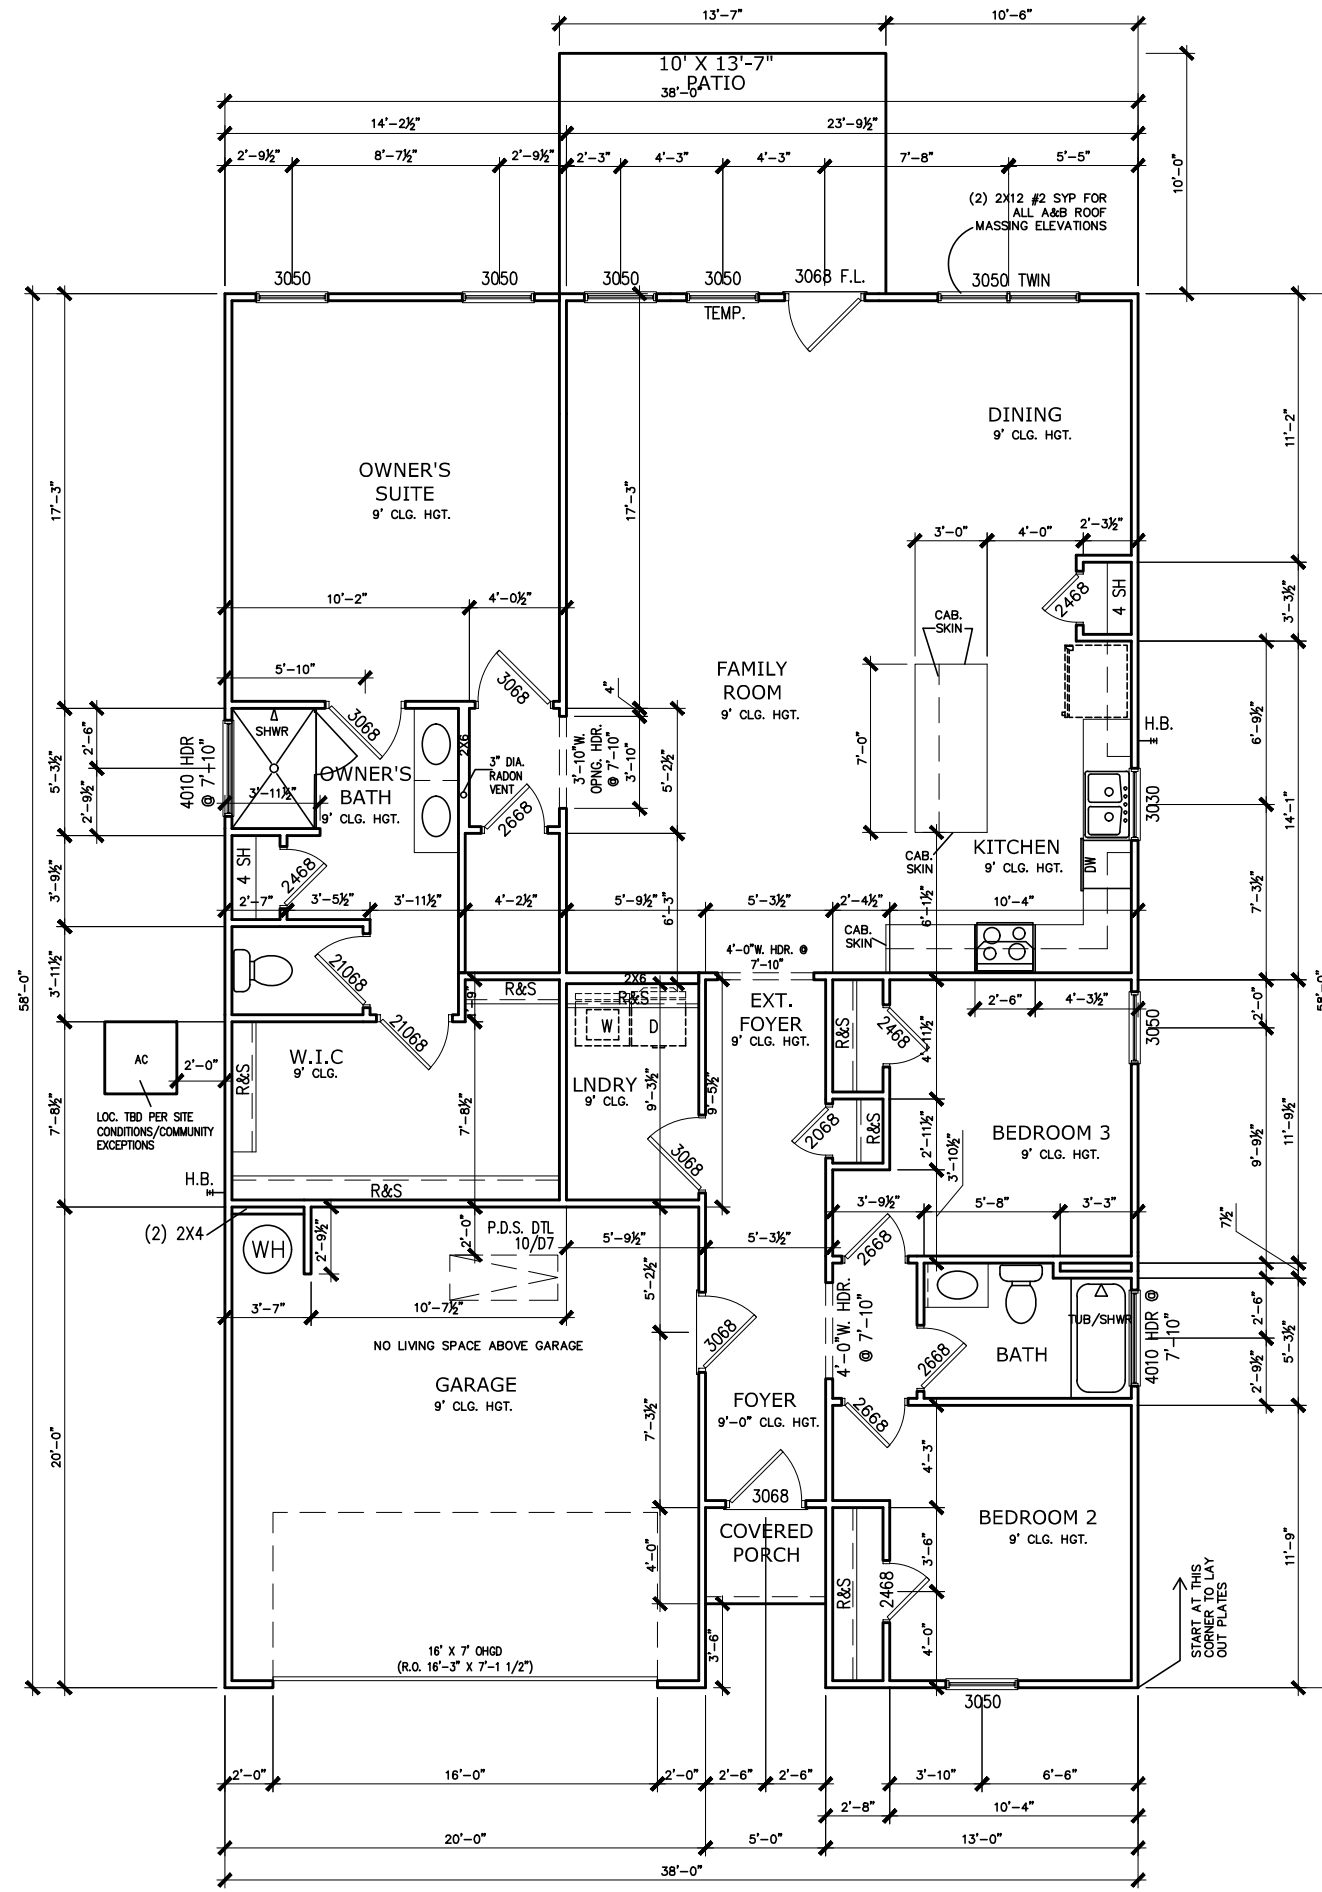 13'-7"
10'-6"
10' X 13'-7"
PATIO
38'-0"
14'-2½"
23'-9½"
2'-9½"
8'-7½"
2'-9½"
2'-3"
4'-3"
4'-3"
7'-8"
5'-5"
10'-0"
(2) 2X12 #2 SYP FOR
ALL A&B ROOF
MASSING ELEVATIONS
3050
3050
3050
3050
3068 F.L.
3050 TWIN
TEMP.
DINING
9' CLG. HGT.
11'-2"
OWNER'S
SUITE
9' CLG. HGT.
17'-3"
17'-3"
3'-0"
4'-0"
2'-3½"
10'-2"
4'-0½"
2468
4 SH
3'-3½"
CAB.
SKIN
5'-10"
3068
4"
FAMILY
ROOM
9' CLG. HGT.
3068
SHWR
2X6
2'-6"
5'-3½"
2'-9½"
4010 HDR
@ 7'-10"
OWNER'S
BATH
9' CLG. HGT.
3'-11½"
3" DIA.
RADON
VENT
3'-10"W.
OPNG. HDR.
@ 7'-10"
3'-10"
5'-2½"
7'-0"
H.B.
6'-9½"
3030
14'-1"
2668
KITCHEN
9' CLG. HGT.
DW
CAB.
SKIN
4 SH
2468
3'-9½"
2'-7"
3'-5½"
3'-11½"
4'-2½"
5'-9½"
6'-3"
5'-3½"
2'-4½"
6'-1½"
10'-4"
7'-3½"
CAB.
SKIN
4'-0"W. HDR. @
7'-10"
3'-11½"
21068
58'-0"
R&S
2X6
R&S
EXT.
FOYER
9' CLG. HGT.
2'-6"
4'-3½"
2'-0"
58'-0"
AC
2'-0"
LOC. TBD PER SITE
CONDITIONS/COMMUNITY
EXCEPTIONS
21068
W.I.C
9' CLG.
R&S
W
D
LNDRY
9' CLG.
9'-3½"
9'-5½"
R&S
2468
4'-11½"
3050
7'-8½"
7'-8½"
3068
2068
R&S
2'-11½"
3'-10½"
BEDROOM 3
9' CLG. HGT.
9'-9½"
11'-9½"
H.B.
R&S
(2) 2X4
WH
2'-9½"
2'-0"
P.D.S. DTL
10/D7
5'-9½"
5'-3½"
3'-9½"
5'-8"
3'-3"
7½"
2668
5'-2½"
3'-7"
10'-7½"
NO LIVING SPACE ABOVE GARAGE
3068
4'-0"W. HDR.
@ 7'-10"
TUB/SHWR
4010 HDR @
7'-10"
2'-6"
5'-3½"
2'-9½"
BATH
2668
GARAGE
9' CLG. HGT.
FOYER
9'-0" CLG. HGT.
2668
20'-0"
7'-3½"
4'-3"
3068
COVERED
PORCH
BEDROOM 2
9' CLG. HGT.
4'-0"
3'-6"
R&S
2468
11'-9"
START AT THIS
CORNER TO LAY
OUT PLATES
3'-6"
4'-0"
16' X 7' OHGD
(R.O. 16'-3" X 7'-1 1/2")
3050
2'-0"
16'-0"
2'-0"
2'-6"
2'-6"
3'-10"
6'-6"
2'-8"
10'-4"
20'-0"
5'-0"
13'-0"
38'-0"